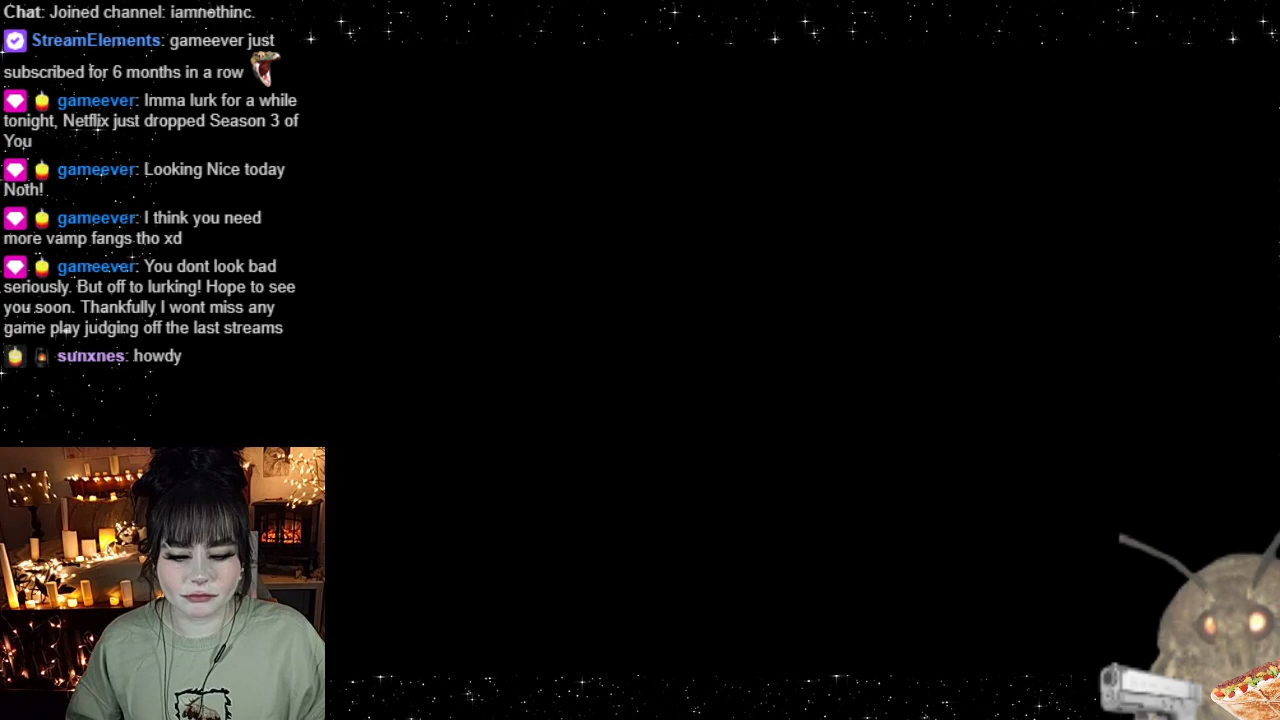 Chat: Joined channel: iamnethinc.
StreamElements: gameever just
subscribed for 6 months in a row
gameever: Imma lurk for a while
tonight, Netflix just dropped Season 3 of
You
gameever: Looking Nice today
Noth!
gameever: I think you need
more vamp fangs tho xd
gameever: You dont look bad
seriously. But off to lurking! Hope to see
you soon. Thankfully I wont miss any
game play judging off the last streams
sunxnes: howdy